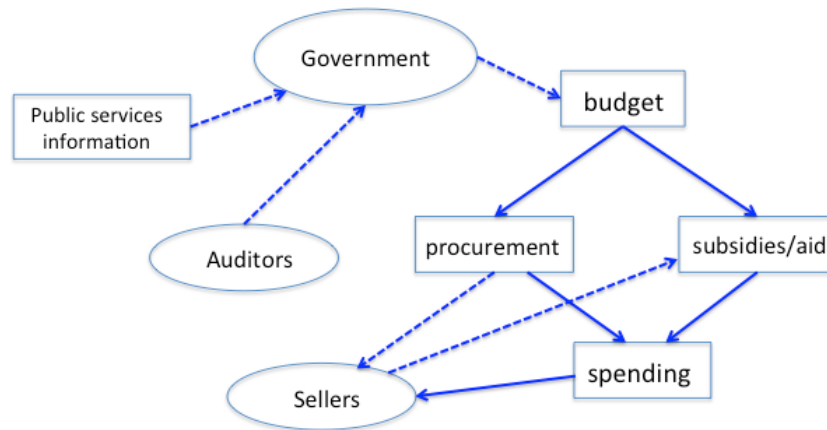 Government
budget
Public services
information
procurement
subsidies/aid
Auditors
spending
Sellers